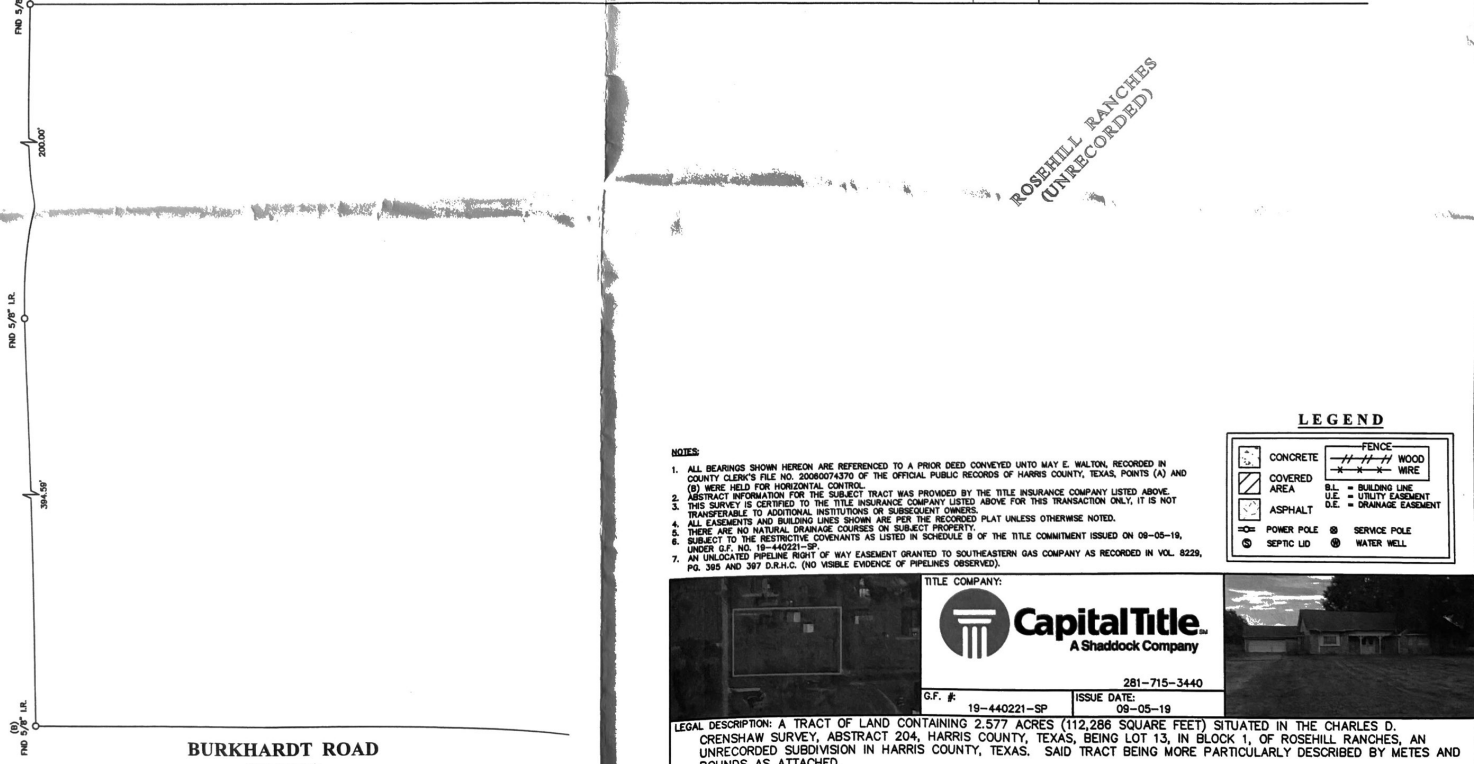 FND 5/8"
200.00'
FND 5/8" I.R.
394.59'
(B)
FND 5/8" I.R.
BURKHARDT ROAD
ROSEHILL RANCHES
(UNRECORDED)
LEGEND
CONCRETE
COVERED
AREA
ASPHALT
FENCE
WOOD
WIRE
B.L. = BUILDING LINE
U.E. = UTILITY EASEMENT
D.E. = DRAINAGE EASEMENT
POWER POLE
SERVICE POLE
SEPTIC LID
WATER WELL
NOTES:
1. ALL BEARINGS SHOWN HEREON ARE REFERENCED TO A PRIOR DEED CONVEYED UNTO MAY E. WALTON, RECORDED IN
COUNTY CLERK'S FILE NO. 20060074370 OF THE OFFICIAL PUBLIC RECORDS OF HARRIS COUNTY, TEXAS, POINTS (A) AND
(B) WERE HELD FOR HORIZONTAL CONTROL.
2. ABSTRACT INFORMATION FOR THE SUBJECT TRACT WAS PROVIDED BY THE TITLE INSURANCE COMPANY LISTED ABOVE.
3. THIS SURVEY IS CERTIFIED TO THE TITLE INSURANCE COMPANY LISTED ABOVE FOR THIS TRANSACTION ONLY, IT IS NOT
TRANSFERABLE TO ADDITIONAL INSTITUTIONS OR SUBSEQUENT OWNERS.
4. ALL EASEMENTS AND BUILDING LINES SHOWN ARE PER THE RECORDED PLAT UNLESS OTHERWISE NOTED.
5. THERE ARE NO NATURAL DRAINAGE COURSES ON SUBJECT PROPERTY.
6. SUBJECT TO THE RESTRICTIVE COVENANTS AS LISTED IN SCHEDULE B OF THE TITLE COMMITMENT ISSUED ON 09-05-19,
UNDER G.F. NO. 19-440221-SP.
7. AN UNLOCATED PIPELINE RIGHT OF WAY EASEMENT GRANTED TO SOUTHEASTERN GAS COMPANY AS RECORDED IN VOL. 8229,
PG. 395 AND 397 D.R.H.C. (NO VISIBLE EVIDENCE OF PIPELINES OBSERVED).
TITLE COMPANY:
Capital Title SM
A Shaddock Company
281-715-3440
G.F. #:
19-440221-SP
ISSUE DATE:
09-05-19
LEGAL DESCRIPTION: A TRACT OF LAND CONTAINING 2.577 ACRES (112,286 SQUARE FEET) SITUATED IN THE CHARLES D.
CRENSHAW SURVEY, ABSTRACT 204, HARRIS COUNTY, TEXAS, BEING LOT 13, IN BLOCK 1, OF ROSEHILL RANCHES, AN
UNRECORDED SUBDIVISION IN HARRIS COUNTY, TEXAS. SAID TRACT BEING MORE PARTICULARLY DESCRIBED BY METES AND
BOUNDS AS ATTACHED